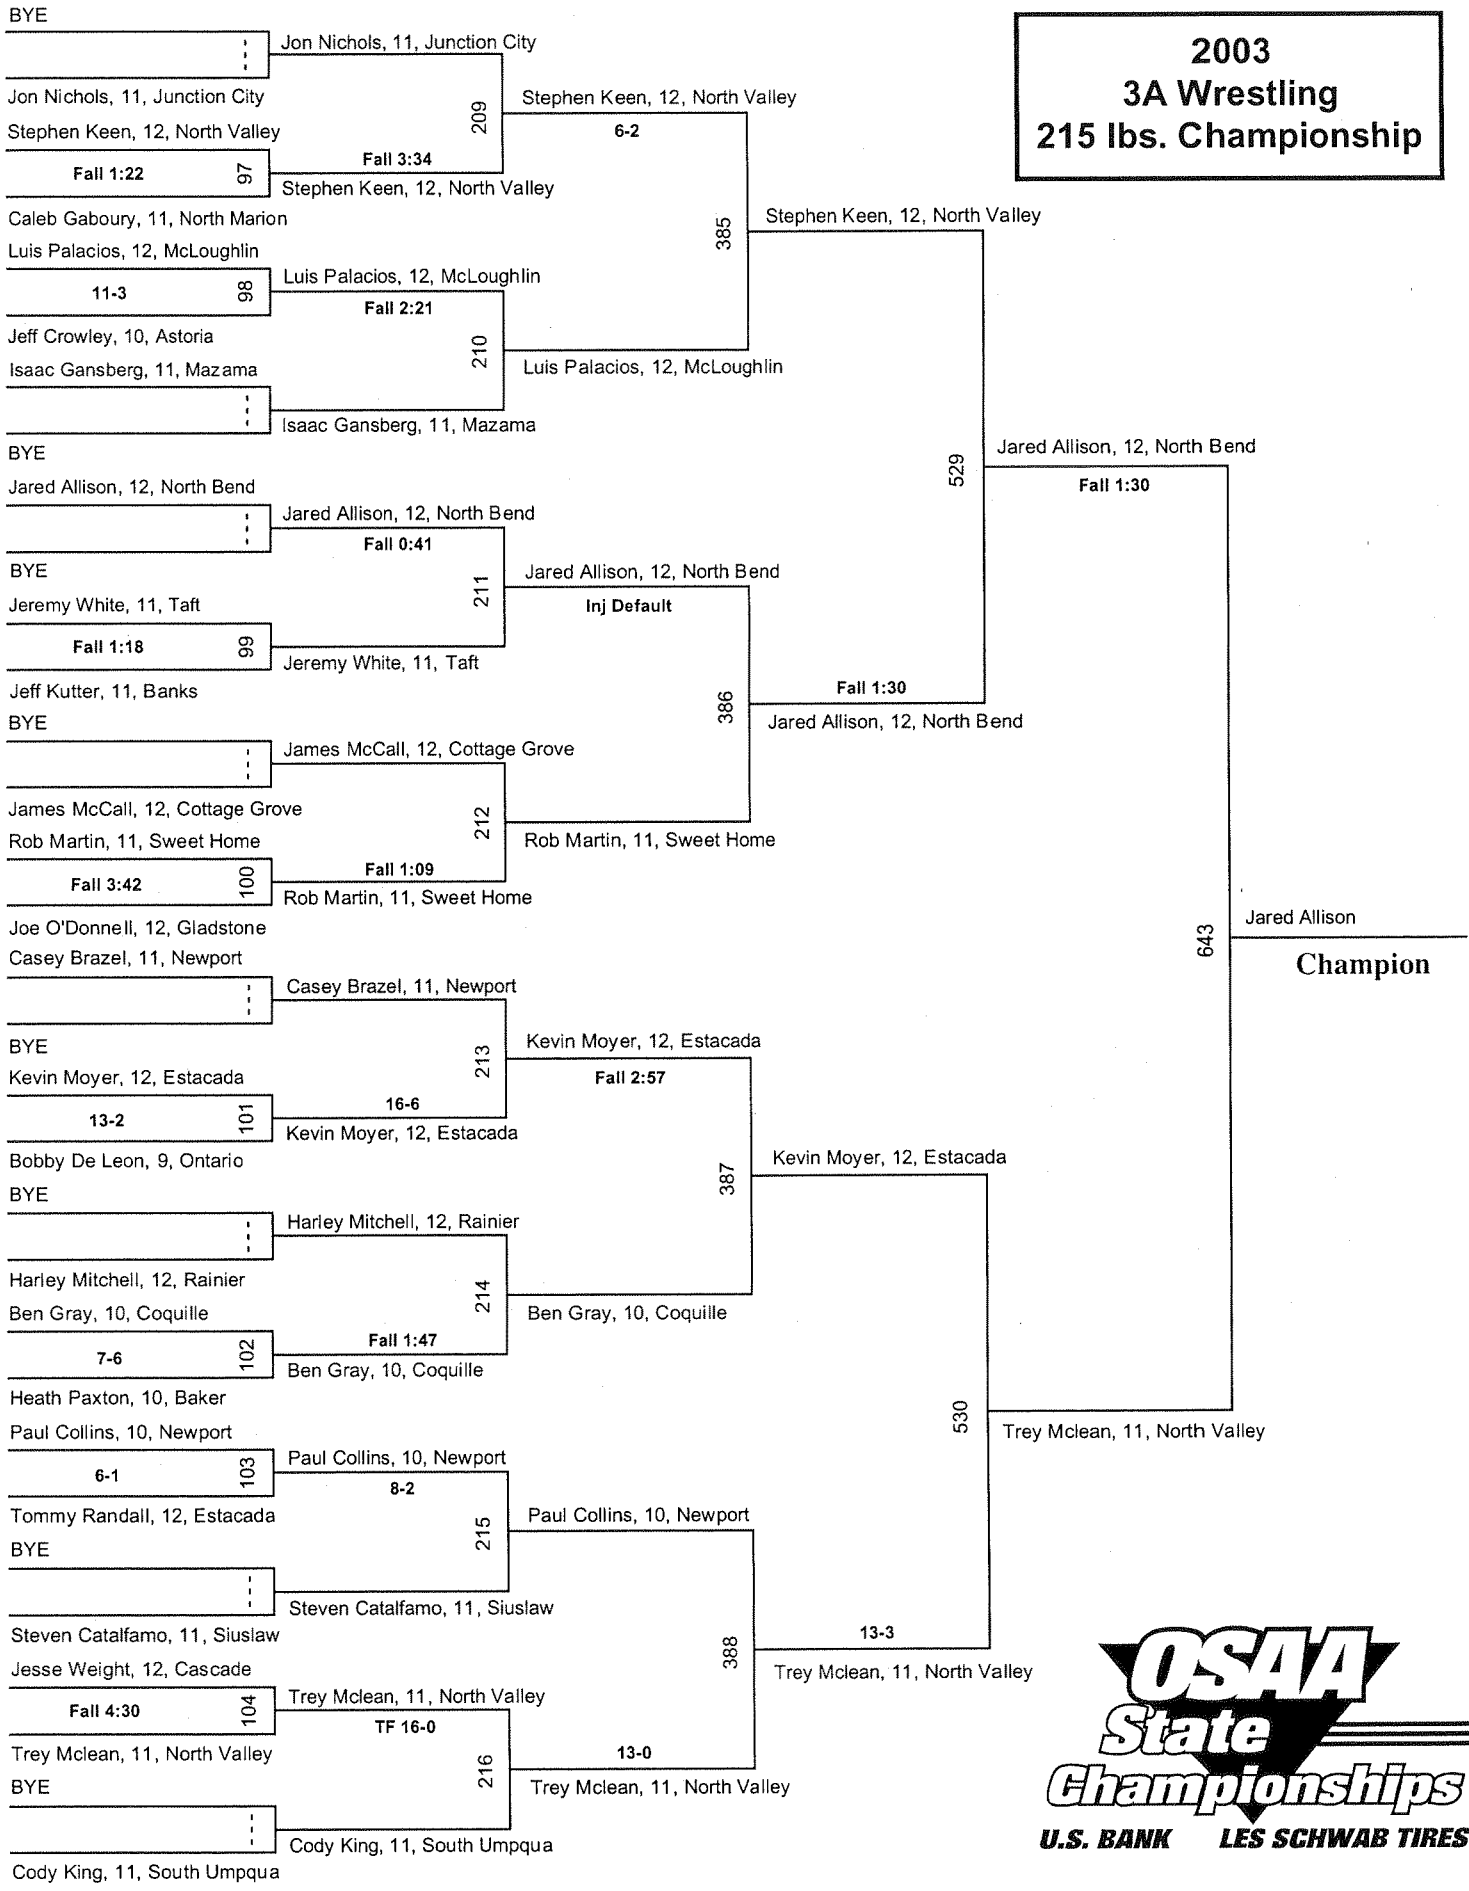 2003
3A Wrestling
215 lbs. Championship
BYE
Jon Nichols, 11, Junction City
Stephen Keen, 12, North Valley
Fall 1:22
97
Caleb Gaboury, 11, North Marion
Luis Palacios, 12, McLoughlin
11-3
98
Jeff Crowley, 10, Astoria
Isaac Gansberg, 11, Mazama
BYE
Jared Allison, 12, North Bend
BYE
Jeremy White, 11, Taft
Fall 1:18
99
Jeff Kutter, 11, Banks
BYE
James McCall, 12, Cottage Grove
Rob Martin, 11, Sweet Home
Fall 3:42
100
Joe O'Donnell, 12, Gladstone
Casey Brazel, 11, Newport
BYE
Kevin Moyer, 12, Estacada
13-2
101
Bobby De Leon, 9, Ontario
BYE
Harley Mitchell, 12, Rainier
Ben Gray, 10, Coquille
7-6
102
Heath Paxton, 10, Baker
Paul Collins, 10, Newport
6-1
103
Tommy Randall, 12, Estacada
BYE
Steven Catalfamo, 11, Siuslaw
Jesse Weight, 12, Cascade
Fall 4:30
104
Trey Mclean, 11, North Valley
BYE
Cody King, 11, South Umpqua
Jon Nichols, 11, Junction City
209
Fall 3:34
Stephen Keen, 12, North Valley
Luis Palacios, 12, McLoughlin
Fall 2:21
210
Isaac Gansberg, 11, Mazama
Jared Allison, 12, North Bend
Fall 0:41
211
Jeremy White, 11, Taft
James McCall, 12, Cottage Grove
212
Fall 1:09
Rob Martin, 11, Sweet Home
Casey Brazel, 11, Newport
213
16-6
Kevin Moyer, 12, Estacada
Harley Mitchell, 12, Rainier
214
Fall 1:47
Ben Gray, 10, Coquille
Paul Collins, 10, Newport
8-2
215
Steven Catalfamo, 11, Siuslaw
Trey Mclean, 11, North Valley
TF 16-0
216
Cody King, 11, South Umpqua
Stephen Keen, 12, North Valley
6-2
385
Luis Palacios, 12, McLoughlin
Jared Allison, 12, North Bend
Inj Default
386
Rob Martin, 11, Sweet Home
Kevin Moyer, 12, Estacada
Fall 2:57
387
Ben Gray, 10, Coquille
Paul Collins, 10, Newport
388
13-0
Trey Mclean, 11, North Valley
Stephen Keen, 12, North Valley
529
Fall 1:30
Jared Allison, 12, North Bend
Kevin Moyer, 12, Estacada
530
13-3
Trey Mclean, 11, North Valley
Jared Allison, 12, North Bend
Fall 1:30
643
Trey Mclean, 11, North Valley
Jared Allison
Champion
OSAA
State
Championships
U.S. BANK LES SCHWAB TIRES